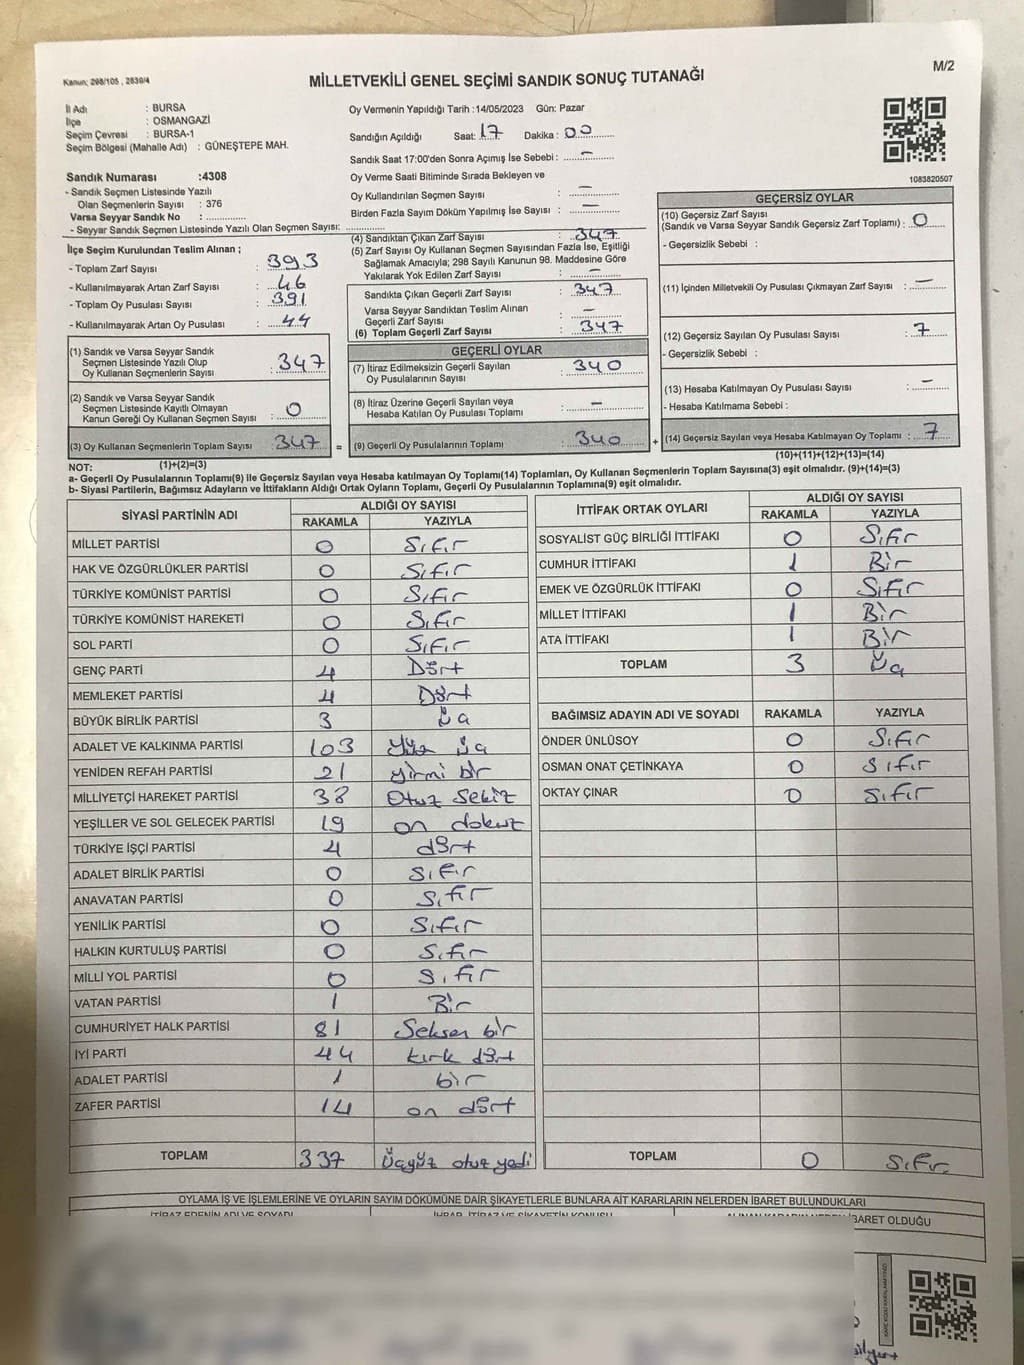 M/2
Kanun; 298/105 , 2839/4
MİLLETVEKİLİ GENEL SEÇİMİ SANDIK SONUÇ TUTANAĞI
İl Adı : BURSA
İlçe : OSMANGAZİ
Seçim Çevresi : BURSA-1
Seçim Bölgesi (Mahalle Adı) : GÜNEŞTEPE MAH.
Oy Vermenin Yapıldığı Tarih :14/05/2023 Gün: Pazar
Sandığın Açıldığı Saat: 17 Dakika : 00
Sandık Saat 17:00'den Sonra Açımış İse Sebebi : –
Oy Verme Saati Bitiminde Sırada Bekleyen ve
Oy Kullandırılan Seçmen Sayısı : –
Birden Fazla Sayım Döküm Yapılmış İse Sayısı : –
1083820507
Sandık Numarası :4308
- Sandık Seçmen Listesinde Yazılı
Olan Seçmenlerin Sayısı : 376
Varsa Seyyar Sandık No : ..............
- Seyyar Sandık Seçmen Listesinde Yazılı Olan Seçmen Sayısı: ..............
İlçe Seçim Kurulundan Teslim Alınan ;
- Toplam Zarf Sayısı : 393
- Kullanılmayarak Artan Zarf Sayısı : 46
- Toplam Oy Pusulası Sayısı : 391
- Kullanılmayarak Artan Oy Pusulası : 44
(1) Sandık ve Varsa Seyyar Sandık
Seçmen Listesinde Yazılı Olup
Oy Kullanan Seçmenlerin Sayısı : 347
(2) Sandık ve Varsa Seyyar Sandık
Seçmen Listesinde Kayıtlı Olmayan
Kanun Gereği Oy Kullanan Seçmen Sayısı : 0
(3) Oy Kullanan Seçmenlerin Toplam Sayısı : 347 =
(4) Sandıktan Çıkan Zarf Sayısı : 347
(5) Zarf Sayısı Oy Kullanan Seçmen Sayısından Fazla İse, Eşitliği
Sağlamak Amacıyla; 298 Sayılı Kanunun 98. Maddesine Göre
Yakılarak Yok Edilen Zarf Sayısı : –
Sandıkta Çıkan Geçerli Zarf Sayısı : 347
Varsa Seyyar Sandıktan Teslim Alınan
Geçerli Zarf Sayısı : –
(6) Toplam Geçerli Zarf Sayısı : 347
GEÇERLİ OYLAR
(7) İtiraz Edilmeksizin Geçerli Sayılan
Oy Pusulalarının Sayısı : 340
(8) İtiraz Üzerine Geçerli Sayılan veya
Hesaba Katılan Oy Pusulası Toplamı : –
(9) Geçerli Oy Pusulalarının Toplamı : 340 +
GEÇERSİZ OYLAR
(10) Geçersiz Zarf Sayısı
(Sandık ve Varsa Seyyar Sandık Geçersiz Zarf Toplamı) : 0
- Geçersizlik Sebebi :
(11) İçinden Milletvekili Oy Pusulası Çıkmayan Zarf Sayısı : –
(12) Geçersiz Sayılan Oy Pusulası Sayısı : 7
- Geçersizlik Sebebi :
(13) Hesaba Katılmayan Oy Pusulası Sayısı : –
- Hesaba Katılmama Sebebi :
(14) Geçersiz Sayılan veya Hesaba Katılmayan Oy Toplamı : 7
NOT: (1)+(2)=(3) (10)+(11)+(12)+(13)=(14)
a- Geçerli Oy Pusulalarının Toplamı(9) ile Geçersiz Sayılan veya Hesaba katılmayan Oy Toplamı(14) Toplamları, Oy Kullanan Seçmenlerin Toplam Sayısına(3) eşit olmalıdır. (9)+(14)=(3)
b- Siyasi Partilerin, Bağımsız Adayların ve İttifakların Aldığı Ortak Oyların Toplamı, Geçerli Oy Pusulalarının Toplamına(9) eşit olmalıdır.
SİYASİ PARTİNİN ADI ALDIĞI OY SAYISI
RAKAMLA YAZIYLA
MİLLET PARTİSİ 0 Sıfır
HAK VE ÖZGÜRLÜKLER PARTİSİ 0 Sıfır
TÜRKİYE KOMÜNİST PARTİSİ 0 Sıfır
TÜRKİYE KOMÜNİST HAREKETİ 0 Sıfır
SOL PARTİ 0 Sıfır
GENÇ PARTİ 4 Dört
MEMLEKET PARTİSİ 4 Dört
BÜYÜK BİRLİK PARTİSİ 3 Üç
ADALET VE KALKINMA PARTİSİ 103 Yüz üç
YENİDEN REFAH PARTİSİ 21 yirmi bir
MİLLİYETÇİ HAREKET PARTİSİ 38 Otuz Sekiz
YEŞİLLER VE SOL GELECEK PARTİSİ 19 on dokuz
TÜRKİYE İŞÇİ PARTİSİ 4 dört
ADALET BİRLİK PARTİSİ 0 Sıfır
ANAVATAN PARTİSİ 0 Sıfır
YENİLİK PARTİSİ 0 Sıfır
HALKIN KURTULUŞ PARTİSİ 0 Sıfır
MİLLİ YOL PARTİSİ 0 Sıfır
VATAN PARTİSİ 1 Bir
CUMHURİYET HALK PARTİSİ 81 Seksen bir
İYİ PARTİ 44 kırk dört
ADALET PARTİSİ 1 bir
ZAFER PARTİSİ 14 on dört
TOPLAM 337 Üçyüz otuz yedi
İTTİFAK ORTAK OYLARI ALDIĞI OY SAYISI
RAKAMLA YAZIYLA
SOSYALİST GÜÇ BİRLİĞİ İTTİFAKI 0 Sıfır
CUMHUR İTTİFAKI 1 Bir
EMEK VE ÖZGÜRLÜK İTTİFAKI 0 Sıfır
MİLLET İTTİFAKI 1 Bir
ATA İTTİFAKI 1 Bir
TOPLAM 3 Üç
BAĞIMSIZ ADAYIN ADI VE SOYADI RAKAMLA YAZIYLA
ÖNDER ÜNLÜSOY 0 Sıfır
OSMAN ONAT ÇETİNKAYA 0 Sıfır
OKTAY ÇINAR 0 Sıfır
TOPLAM 0 Sıfır
OYLAMA İŞ VE İŞLEMLERİNE VE OYLARIN SAYIM DÖKÜMÜNE DAİR ŞİKAYETLERLE BUNLARA AİT KARARLARIN NELERDEN İBARET BULUNDUKLARI
İTİRAZ EDENİN ADI VE SOYADI İHBAR, İTİRAZ VE ŞİKAYETİN KONUSU ALINAN KARARIN NEDEN İBARET OLDUĞU